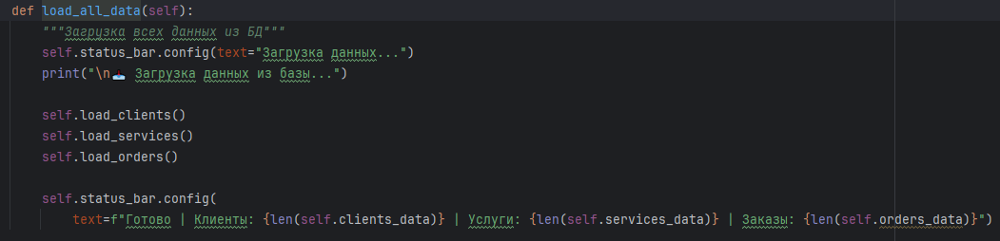 def load_all_data(self):
    """Загрузка всех данных из БД"""
    self.status_bar.config(text="Загрузка данных...")
    print("\n📥 Загрузка данных из базы...")
    self.load_clients()
    self.load_services()
    self.load_orders()
    self.status_bar.config(
        text=f"Готово | Клиенты: {len(self.clients_data)} | Услуги: {len(self.services_data)} | Заказы: {len(self.orders_data)}")